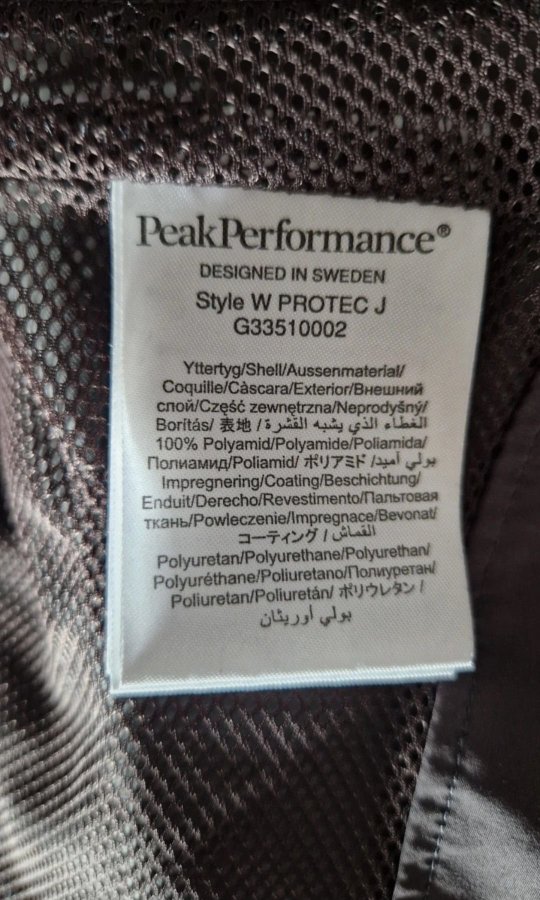 PeakPerformance®
DESIGNED IN SWEDEN
Style W PROTEC J
G33510002
Yttertyg/Shell/Aussenmaterial/
Coquille/Càscara/Exterior/Внешний
слой/Część zewnętrzna/Neprodyšný/
Borítás/ 表地 / الغطاء الذي يشبه القشرة/
100% Polyamid/Polyamide/Poliamida/
Полиамид/Poliamid/ ポリアミド /بولي أميد/
Impregnering/Coating/Beschichtung/
Enduit/Derecho/Revestimento/Пальтовая
ткань/Powleczenie/Impregnace/Bevonat/
コーティング / القماش/
Polyuretan/Polyurethane/Polyurethan/
Polyuréthane/Poliuretano/Полиуретан/
Poliuretan/Poliuretán/ ポリウレタン /
بولي أوريثان